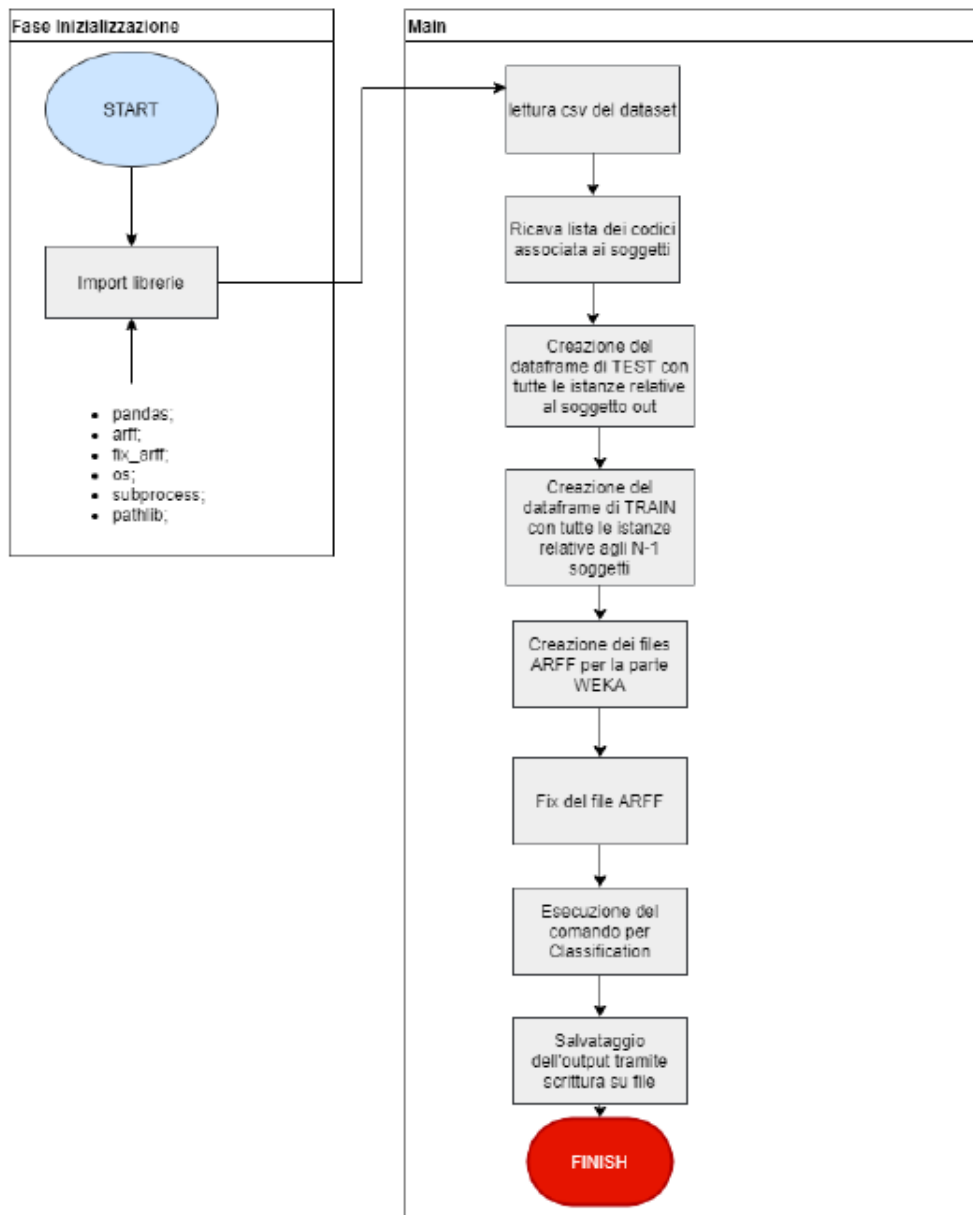 Fase Inizializzazione
START
Import librerie
• pandas;
• arff;
• fix_arff;
• os;
• subprocess;
• pathlib;
Main
lettura csv del dataset
Ricava lista dei codici
associata ai soggetti
Creazione del
dataframe di TEST con
tutte le istanze relative
al soggetto out
Creazione del
dataframe di TRAIN
con tutte le istanze
relative agli N-1
soggetti
Creazione dei files
ARFF per la parte
WEKA
Fix del file ARFF
Esecuzione del
comando per
Classification
Salvataggio
dell'output tramite
scrittura su file
FINISH